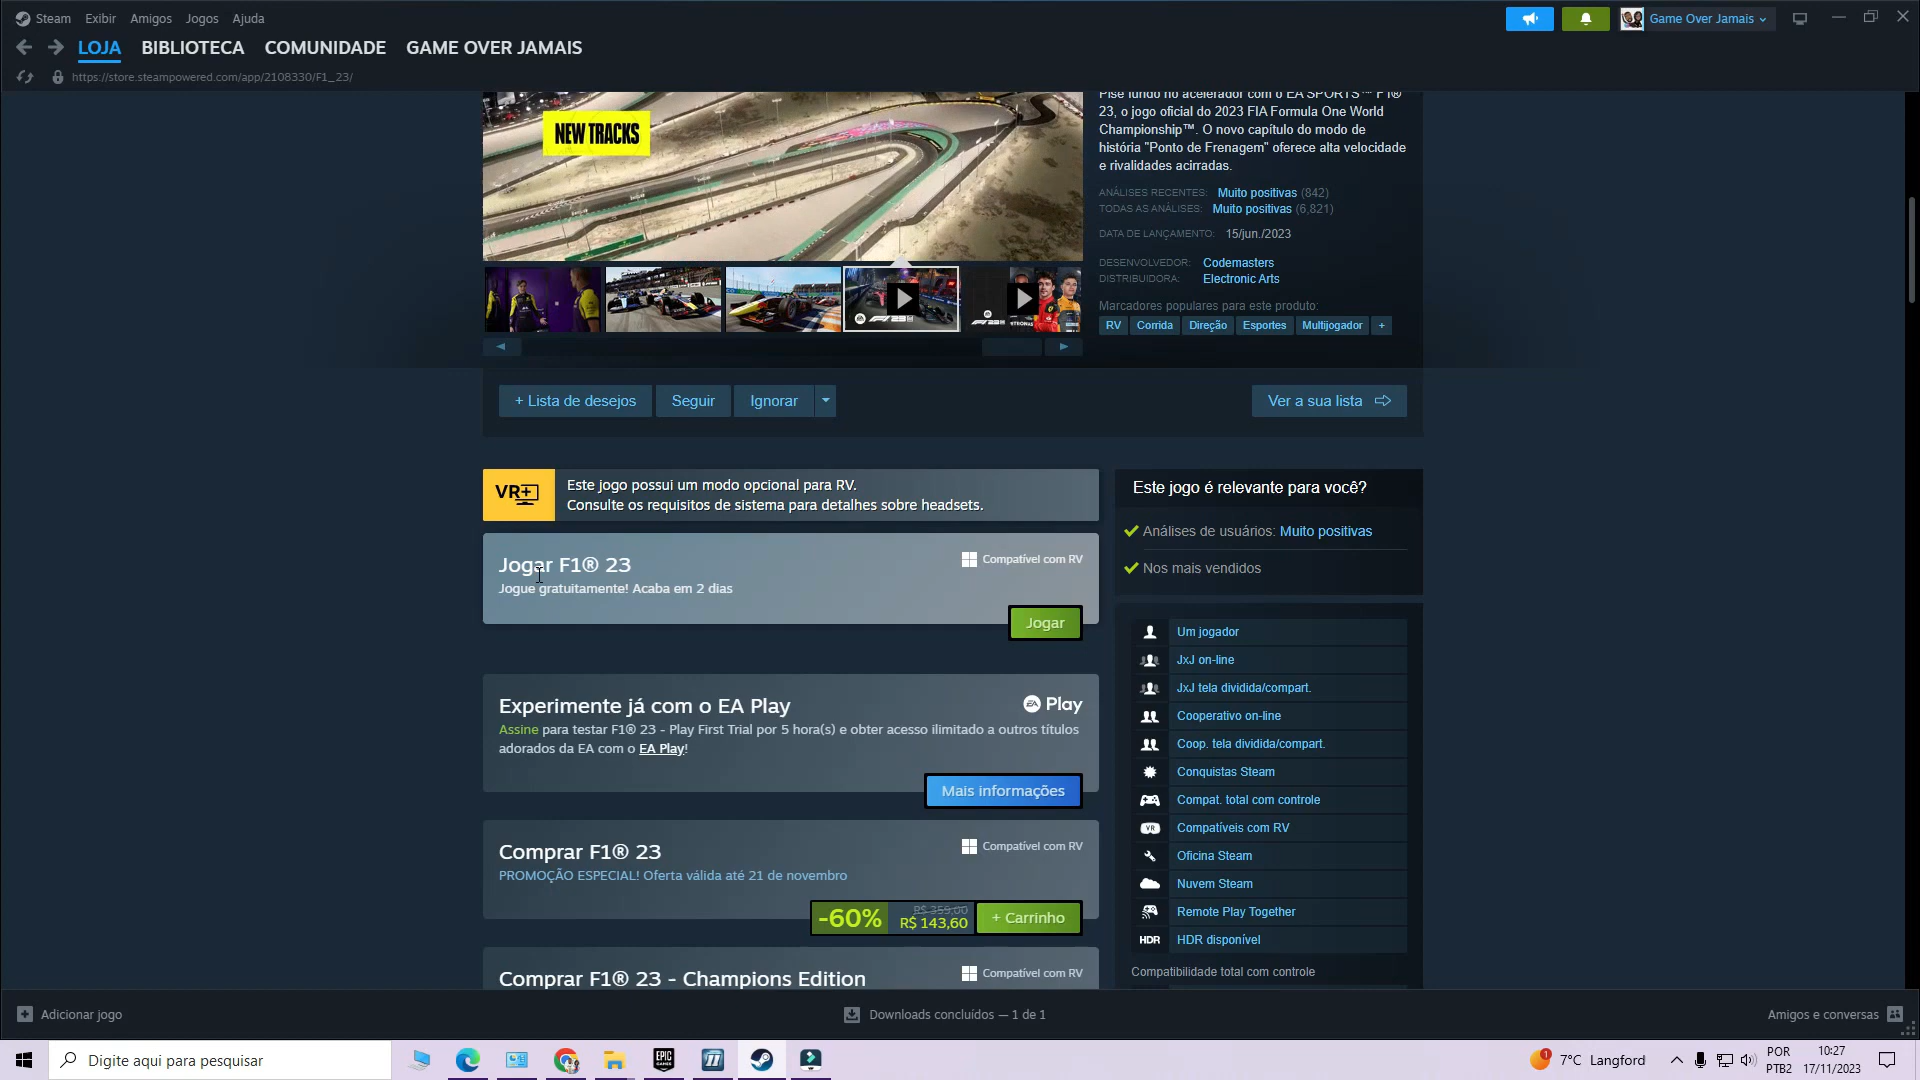 Steam Exibir Amigos Jogos Ajuda
Game Over Jamais
LOJA BIBLIOTECA COMUNIDADE GAME OVER JAMAIS
https://store.steampowered.com/app/2108330/F1_23/
NEW TRACKS
Pise fundo no acelerador com o EA SPORTS™ F1®
23, o jogo oficial do 2023 FIA Formula One World
Championship™. O novo capítulo do modo de
história "Ponto de Frenagem" oferece alta velocidade
e rivalidades acirradas.
ANÁLISES RECENTES: Muito positivas (842)
TODAS AS ANÁLISES: Muito positivas (6,821)
DATA DE LANÇAMENTO: 15/jun./2023
DESENVOLVEDOR: Codemasters
DISTRIBUIDORA: Electronic Arts
Marcadores populares para este produto:
RV Corrida Direção Esportes Multijogador +
+ Lista de desejos
Seguir
Ignorar
Ver a sua lista
VR+
Este jogo possui um modo opcional para RV.
Consulte os requisitos de sistema para detalhes sobre headsets.
Jogar F1® 23
Compatível com RV
Jogue gratuitamente! Acaba em 2 dias
Jogar
Experimente já com o EA Play
EA Play
Assine para testar F1® 23 - Play First Trial por 5 hora(s) e obter acesso ilimitado a outros títulos
adorados da EA com o EA Play!
Mais informações
Comprar F1® 23
Compatível com RV
PROMOÇÃO ESPECIAL! Oferta válida até 21 de novembro
-60%
R$ 359,00
R$ 143,60
+ Carrinho
Comprar F1® 23 - Champions Edition
Compatível com RV
Este jogo é relevante para você?
Análises de usuários: Muito positivas
Nos mais vendidos
Um jogador
JxJ on-line
JxJ tela dividida/compart.
Cooperativo on-line
Coop. tela dividida/compart.
Conquistas Steam
Compat. total com controle
VR Compatíveis com RV
Oficina Steam
Nuvem Steam
Remote Play Together
HDR HDR disponível
Compatibilidade total com controle
+ Adicionar jogo
Downloads concluídos — 1 de 1
Amigos e conversas
Digite aqui para pesquisar
EPIC GAMES
1
7°C Langford
POR
PTB2
10:27
17/11/2023